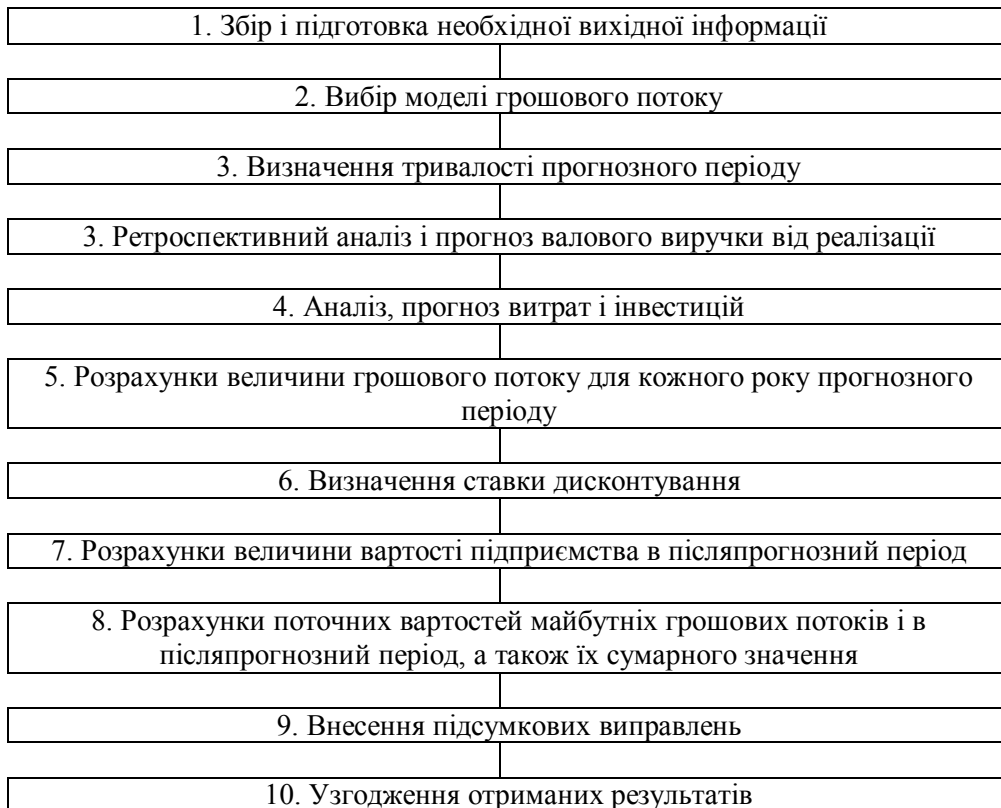 1. Збір і підготовка необхідної вихідної інформації
2. Вибір моделі грошового потоку
3. Визначення тривалості прогнозного періоду
3. Ретроспективний аналіз і прогноз валового виручки від реалізації
4. Аналіз, прогноз витрат і інвестицій
5. Розрахунки величини грошового потоку для кожного року прогнозного
періоду
6. Визначення ставки дисконтування
7. Розрахунки величини вартості підприємства в післяпрогнозний період
8. Розрахунки поточних вартостей майбутніх грошових потоків і в
післяпрогнозний період, а також їх сумарного значення
9. Внесення підсумкових виправлень
10. Узгодження отриманих результатів